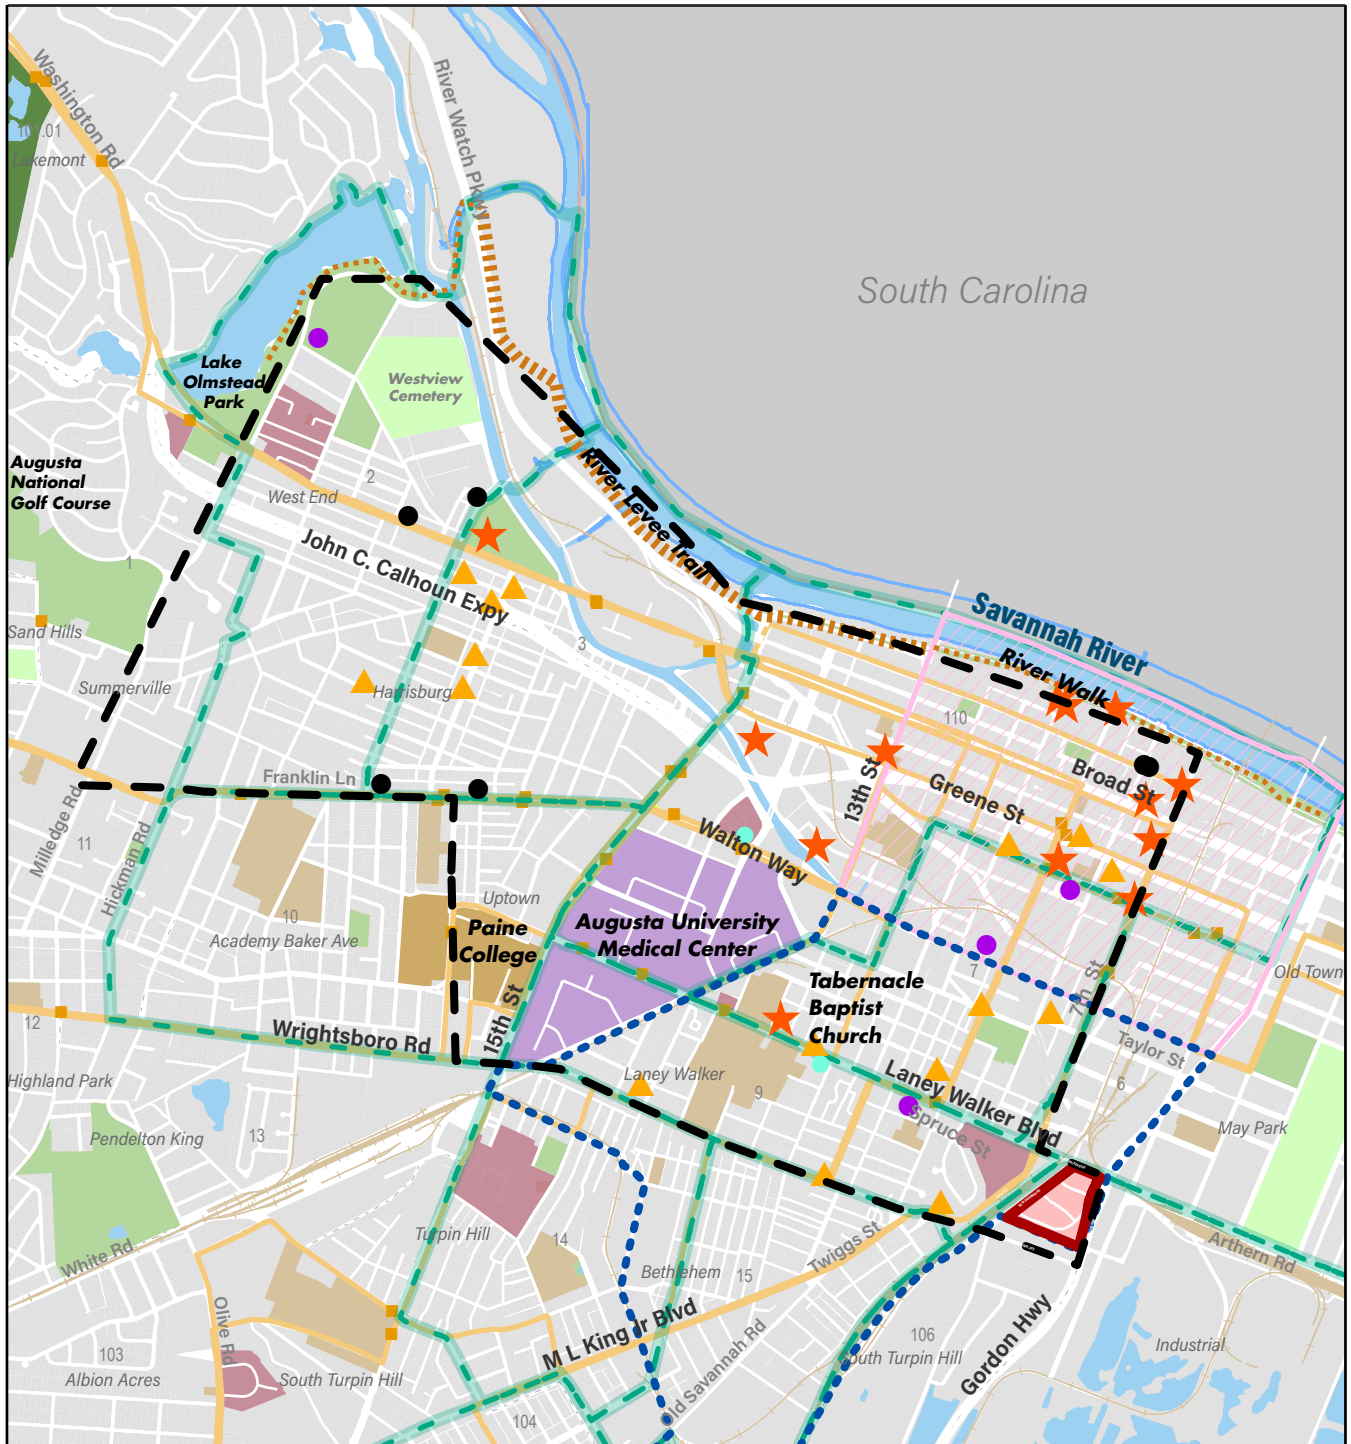 Washington Rd
101.01
Lakemont
River Watch Pkwy
South Carolina
Lake
Olmstead
Park
Westview
Cemetery
Augusta
National
Golf Course
2
West End
River Levee Trail
John C. Calhoun Expy
1
Sand Hills
3
Savannah River
River Walk
Summerville
Harrisburg
110
Franklin Ln
Broad St
13th St
Greene St
Milledge Rd
11
Hickman Rd
Walton Way
Uptown
10
Academy Baker Ave
Paine
College
Augusta University
Medical Center
7
Old Town
Tabernacle
Baptist
Church
7th St
12
Wrightsboro Rd
15th St
Taylor St
Highland Park
Laney Walker
9
Laney Walker Blvd
6
Spruce St
Pendelton King
13
May Park
Turpin Hill
14
Twiggs St
White Rd
Bethlehem
15
Arthern Rd
Olive Rd
M L King Jr Blvd
Gordon Hwy
106
South Turpin Hill
Industrial
103
Albion Acres
South Turpin Hill
Old Savannah Rd
104